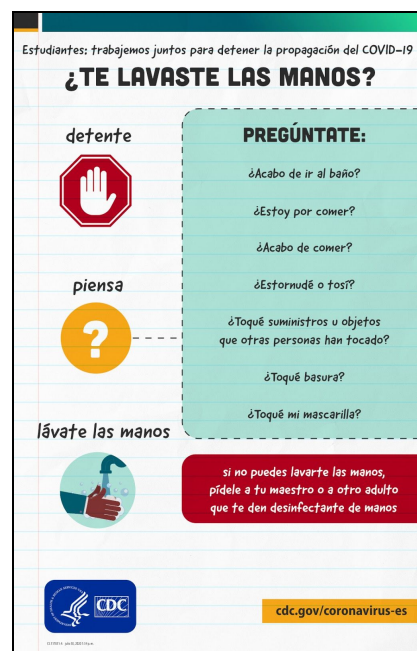 Estudiantes: trabajemos juntos para detener la propagación del COVID-19
¿TE LAVASTE LAS MANOS?
detente
piensa
?
lávate las manos
PREGÚNTATE:
¿Acabo de ir al baño?
¿Estoy por comer?
¿Acabo de comer?
¿Estornudé o tosí?
¿Toqué suministros u objetos
que otras personas han tocado?
¿Toqué basura?
¿Toqué mi mascarilla?
si no puedes lavarte las manos,
pídele a tu maestro o a otro adulto
que te den desinfectante de manos
CDC
cdc.gov/coronavirus-es